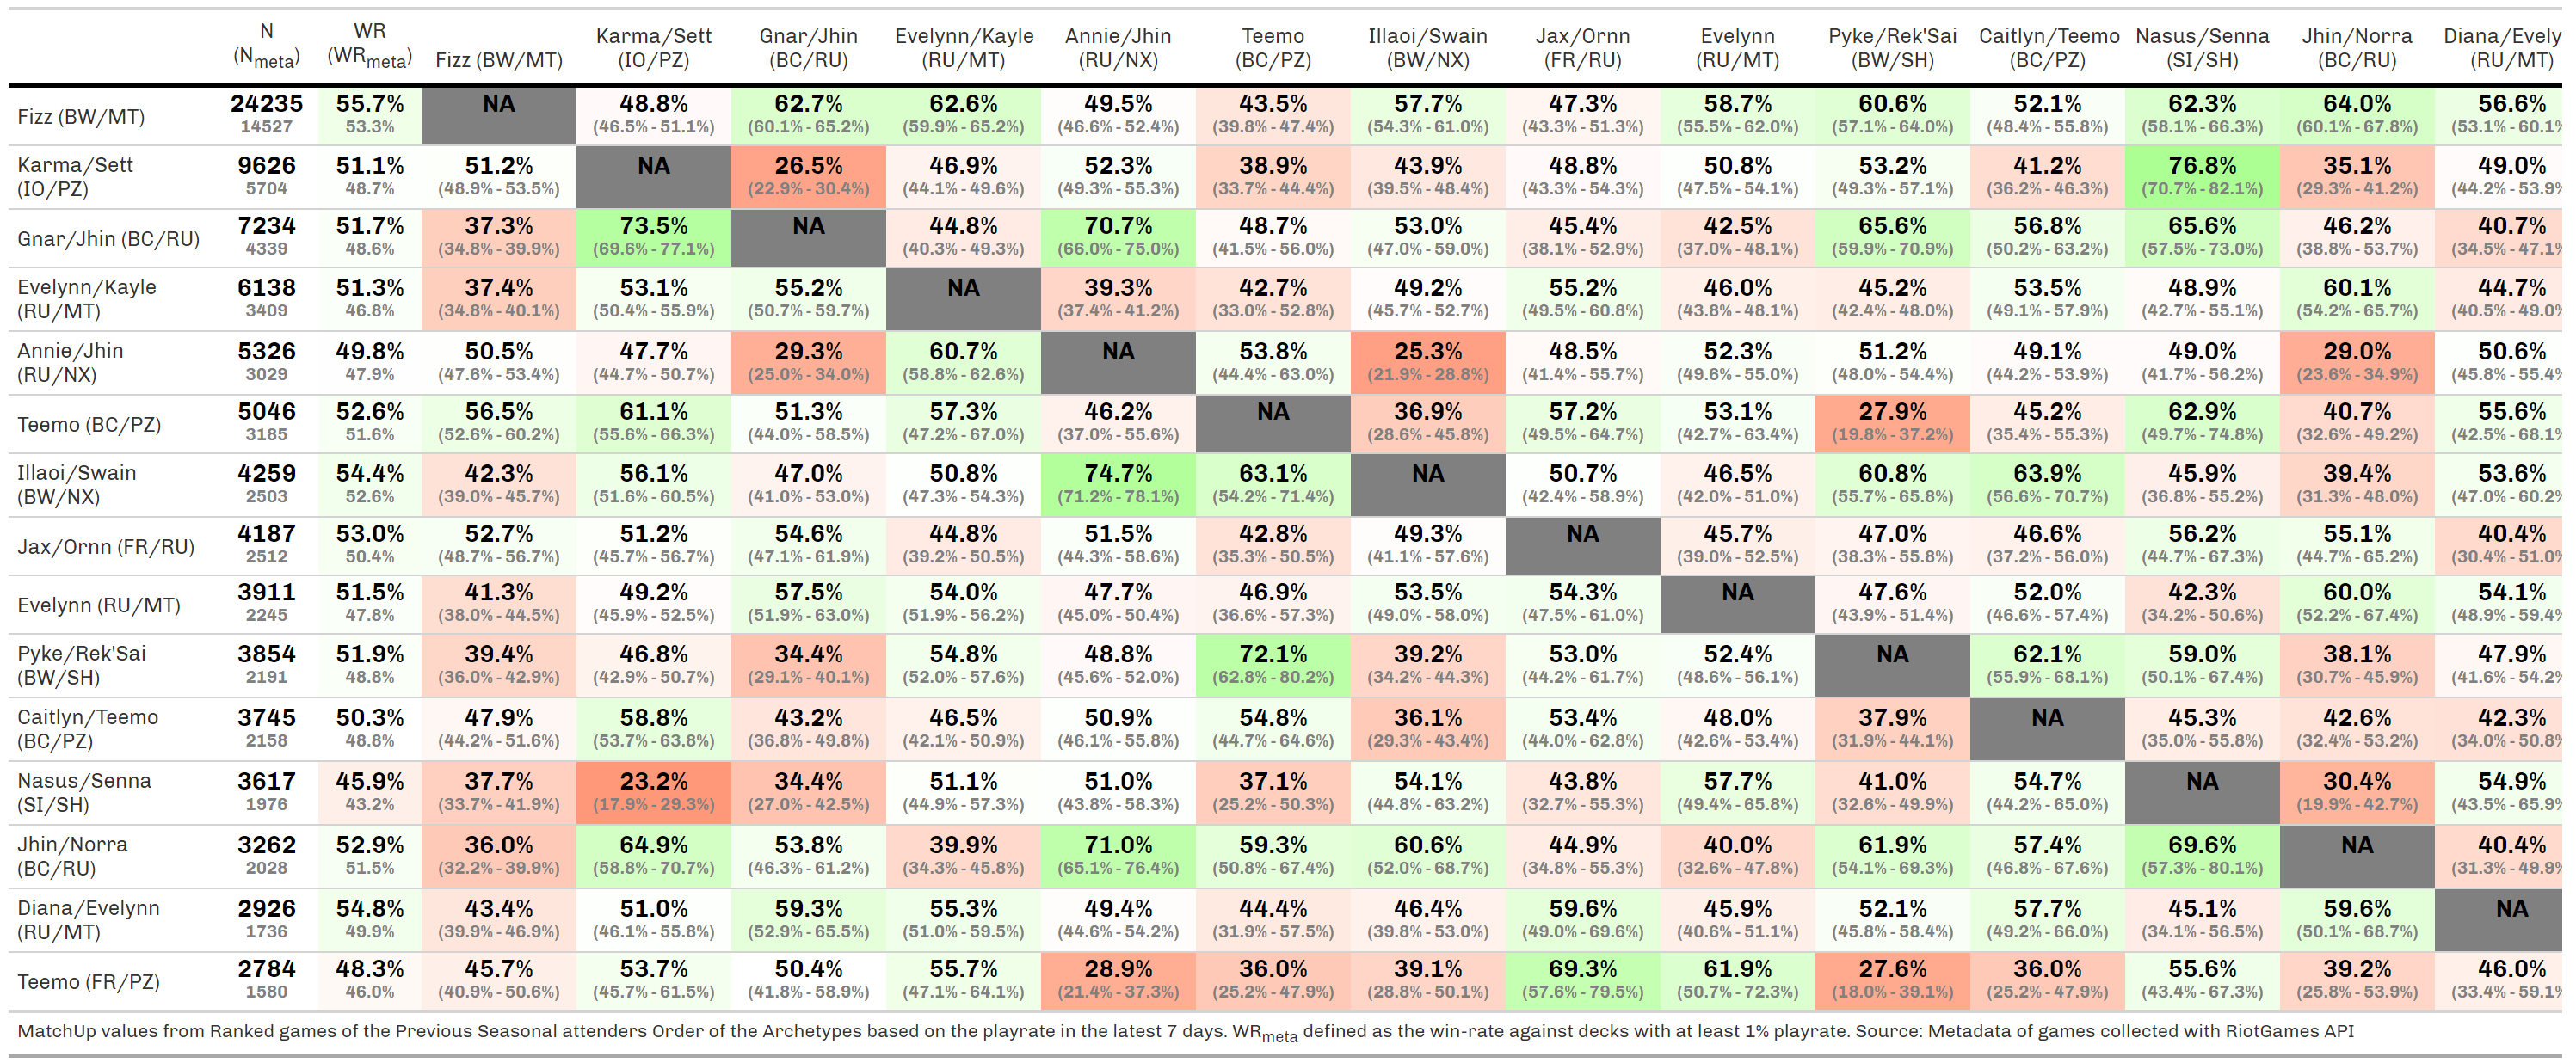 N (Nmeta) WR (WRmeta) Fizz (BW/MT) Karma/Sett (IO/PZ) Gnar/Jhin (BC/RU) Evelynn/Kayle (RU/MT) Annie/Jhin (RU/NX) Teemo (BC/PZ) Illaoi/Swain (BW/NX) Jax/Ornn (FR/RU) Evelynn (RU/MT) Pyke/Rek'Sai (BW/SH) Caitlyn/Teemo (BC/PZ) Nasus/Senna (SI/SH) Jhin/Norra (BC/RU) Diana/Evely (RU/MT)
Fizz (BW/MT) 24235 55.7% NA 48.8% 62.7% 62.6% 49.5% 43.5% 57.7% 47.3% 58.7% 60.6% 52.1% 62.3% 64.0% 56.6%
14527 53.3% (46.5% - 51.1%) (60.1% - 65.2%) (59.9% - 65.2%) (46.6% - 52.4%) (39.8% - 47.4%) (54.3% - 61.0%) (43.3% - 51.3%) (55.5% - 62.0%) (57.1% - 64.0%) (48.4% - 55.8%) (58.1% - 66.3%) (60.1% - 67.8%) (53.1% - 60.1%
Karma/Sett 9626 51.1% 51.2% NA 26.5% 46.9% 52.3% 38.9% 43.9% 48.8% 50.8% 53.2% 41.2% 76.8% 35.1% 49.0%
(IO/PZ) 5704 48.7% (48.9% - 53.5%) (22.9% - 30.4%) (44.1% - 49.6%) (49.3% - 55.3%) (33.7% - 44.4%) (39.5% - 48.4%) (43.3% - 54.3%) (47.5% - 54.1%) (49.3% - 57.1%) (36.2% - 46.3%) (70.7% - 82.1%) (29.3% - 41.2%) (44.2% - 53.9%
Gnar/Jhin (BC/RU) 7234 51.7% 37.3% 73.5% NA 44.8% 70.7% 48.7% 53.0% 45.4% 42.5% 65.6% 56.8% 65.6% 46.2% 40.7%
4339 48.6% (34.8% - 39.9%) (69.6% - 77.1%) (40.3% - 49.3%) (66.0% - 75.0%) (41.5% - 56.0%) (47.0% - 59.0%) (38.1% - 52.9%) (37.0% - 48.1%) (59.9% - 70.9%) (50.2% - 63.2%) (57.5% - 73.0%) (38.8% - 53.7%) (34.5% - 47.1%
Evelynn/Kayle 6138 51.3% 37.4% 53.1% 55.2% NA 39.3% 42.7% 49.2% 55.2% 46.0% 45.2% 53.5% 48.9% 60.1% 44.7%
(RU/MT) 3409 46.8% (34.8% - 40.1%) (50.4% - 55.9%) (50.7% - 59.7%) (37.4% - 41.2%) (33.0% - 52.8%) (45.7% - 52.7%) (49.5% - 60.8%) (43.8% - 48.1%) (42.4% - 48.0%) (49.1% - 57.9%) (42.7% - 55.1%) (54.2% - 65.7%) (40.5% - 49.0%
Annie/Jhin 5326 49.8% 50.5% 47.7% 29.3% 60.7% NA 53.8% 25.3% 48.5% 52.3% 51.2% 49.1% 49.0% 29.0% 50.6%
(RU/NX) 3029 47.9% (47.6% - 53.4%) (44.7% - 50.7%) (25.0% - 34.0%) (58.8% - 62.6%) (44.4% - 63.0%) (21.9% - 28.8%) (41.4% - 55.7%) (49.6% - 55.0%) (48.0% - 54.4%) (44.2% - 53.9%) (41.7% - 56.2%) (23.6% - 34.9%) (45.8% - 55.4%
Teemo (BC/PZ) 5046 52.6% 56.5% 61.1% 51.3% 57.3% 46.2% NA 36.9% 57.2% 53.1% 27.9% 45.2% 62.9% 40.7% 55.6%
3185 51.6% (52.6% - 60.2%) (55.6% - 66.3%) (44.0% - 58.5%) (47.2% - 67.0%) (37.0% - 55.6%) (28.6% - 45.8%) (49.5% - 64.7%) (42.7% - 63.4%) (19.8% - 37.2%) (35.4% - 55.3%) (49.7% - 74.8%) (32.6% - 49.2%) (42.5% - 68.1%
Illaoi/Swain 4259 54.4% 42.3% 56.1% 47.0% 50.8% 74.7% 63.1% NA 50.7% 46.5% 60.8% 63.9% 45.9% 39.4% 53.6%
(BW/NX) 2503 52.6% (39.0% - 45.7%) (51.6% - 60.5%) (41.0% - 53.0%) (47.3% - 54.3%) (71.2% - 78.1%) (54.2% - 71.4%) (42.4% - 58.9%) (42.0% - 51.0%) (55.7% - 65.8%) (56.6% - 70.7%) (36.8% - 55.2%) (31.3% - 48.0%) (47.0% - 60.2%
Jax/Ornn (FR/RU) 4187 53.0% 52.7% 51.2% 54.6% 44.8% 51.5% 42.8% 49.3% NA 45.7% 47.0% 46.6% 56.2% 55.1% 40.4%
2512 50.4% (48.7% - 56.7%) (45.7% - 56.7%) (47.1% - 61.9%) (39.2% - 50.5%) (44.3% - 58.6%) (35.3% - 50.5%) (41.1% - 57.6%) (39.0% - 52.5%) (38.3% - 55.8%) (37.2% - 56.0%) (44.7% - 67.3%) (44.7% - 65.2%) (30.4% - 51.0%
Evelynn (RU/MT) 3911 51.5% 41.3% 49.2% 57.5% 54.0% 47.7% 46.9% 53.5% 54.3% NA 47.6% 52.0% 42.3% 60.0% 54.1%
2245 47.8% (38.0% - 44.5%) (45.9% - 52.5%) (51.9% - 63.0%) (51.9% - 56.2%) (45.0% - 50.4%) (36.6% - 57.3%) (49.0% - 58.0%) (47.5% - 61.0%) (43.9% - 51.4%) (46.6% - 57.4%) (34.2% - 50.6%) (52.2% - 67.4%) (48.9% - 59.4%
Pyke/Rek'Sai 3854 51.9% 39.4% 46.8% 34.4% 54.8% 48.8% 72.1% 39.2% 53.0% 52.4% NA 62.1% 59.0% 38.1% 47.9%
(BW/SH) 2191 48.8% (36.0% - 42.9%) (42.9% - 50.7%) (29.1% - 40.1%) (52.0% - 57.6%) (45.6% - 52.0%) (62.8% - 80.2%) (34.2% - 44.3%) (44.2% - 61.7%) (48.6% - 56.1%) (55.9% - 68.1%) (50.1% - 67.4%) (30.7% - 45.9%) (41.6% - 54.2%
Caitlyn/Teemo 3745 50.3% 47.9% 58.8% 43.2% 46.5% 50.9% 54.8% 36.1% 53.4% 48.0% 37.9% NA 45.3% 42.6% 42.3%
(BC/PZ) 2158 48.8% (44.2% - 51.6%) (53.7% - 63.8%) (36.8% - 49.8%) (42.1% - 50.9%) (46.1% - 55.8%) (44.7% - 64.6%) (29.3% - 43.4%) (44.0% - 62.8%) (42.6% - 53.4%) (31.9% - 44.1%) (35.0% - 55.8%) (32.4% - 53.2%) (34.0% - 50.8%
Nasus/Senna 3617 45.9% 37.7% 23.2% 34.4% 51.1% 51.0% 37.1% 54.1% 43.8% 57.7% 41.0% 54.7% NA 30.4% 54.9%
(SI/SH) 1976 43.2% (33.7% - 41.9%) (17.9% - 29.3%) (27.0% - 42.5%) (44.9% - 57.3%) (43.8% - 58.3%) (25.2% - 50.3%) (44.8% - 63.2%) (32.7% - 55.3%) (49.4% - 65.8%) (32.6% - 49.9%) (44.2% - 65.0%) (19.9% - 42.7%) (43.5% - 65.9%
Jhin/Norra 3262 52.9% 36.0% 64.9% 53.8% 39.9% 71.0% 59.3% 60.6% 44.9% 40.0% 61.9% 57.4% 69.6% NA 40.4%
(BC/RU) 2028 51.5% (32.2% - 39.9%) (58.8% - 70.7%) (46.3% - 61.2%) (34.3% - 45.8%) (65.1% - 76.4%) (50.8% - 67.4%) (52.0% - 68.7%) (34.8% - 55.3%) (32.6% - 47.8%) (54.1% - 69.3%) (46.8% - 67.6%) (57.3% - 80.1%) (31.3% - 49.9%
Diana/Evelynn 2926 54.8% 43.4% 51.0% 59.3% 55.3% 49.4% 44.4% 46.4% 59.6% 45.9% 52.1% 57.7% 45.1% 59.6% NA
(RU/MT) 1736 49.9% (39.9% - 46.9%) (46.1% - 55.8%) (52.9% - 65.5%) (51.0% - 59.5%) (44.6% - 54.2%) (31.9% - 57.5%) (39.8% - 53.0%) (49.0% - 69.6%) (40.6% - 51.1%) (45.8% - 58.4%) (49.2% - 66.0%) (34.1% - 56.5%) (50.1% - 68.7%)
Teemo (FR/PZ) 2784 48.3% 45.7% 53.7% 50.4% 55.7% 28.9% 36.0% 39.1% 69.3% 61.9% 27.6% 36.0% 55.6% 39.2% 46.0%
1580 46.0% (40.9% - 50.6%) (45.7% - 61.5%) (41.8% - 58.9%) (47.1% - 64.1%) (21.4% - 37.3%) (25.2% - 47.9%) (28.8% - 50.1%) (57.6% - 79.5%) (50.7% - 72.3%) (18.0% - 39.1%) (25.2% - 47.9%) (43.4% - 67.3%) (25.8% - 53.9%) (33.4% - 59.1%
MatchUp values from Ranked games of the Previous Seasonal attenders Order of the Archetypes based on the playrate in the latest 7 days. WRmeta defined as the win-rate against decks with at least 1% playrate. Source: Metadata of games collected with RiotGames API